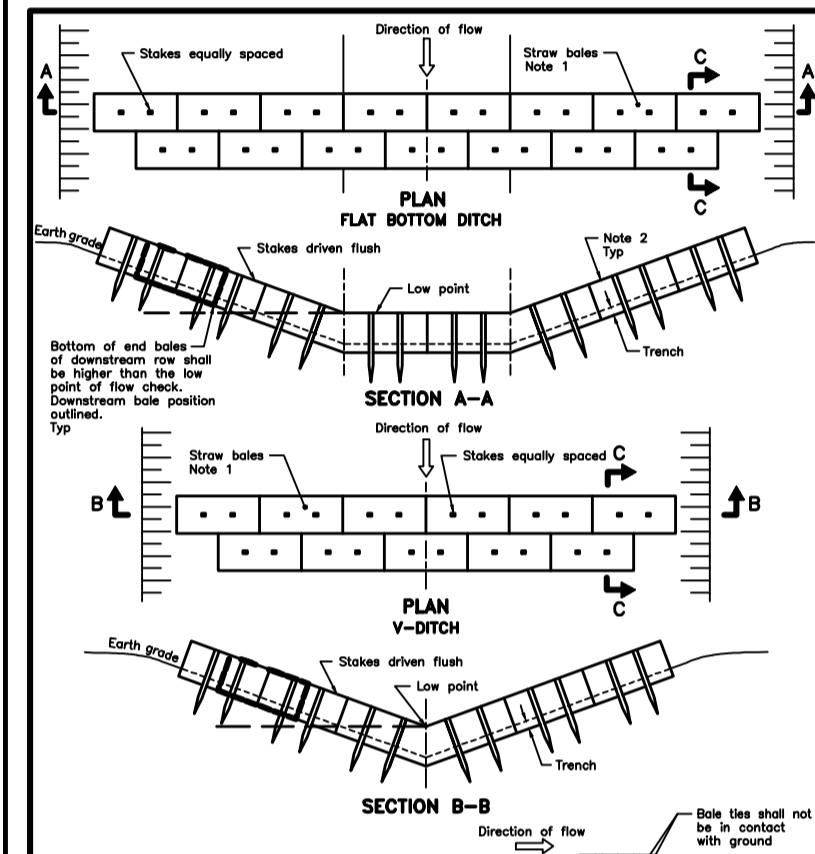 Direction of flow
Stakes equally spaced
Straw bales
Note 1
C
A
A
C
PLAN
FLAT BOTTOM DITCH
Earth grade
Stakes driven flush
Note 2
Typ
Low point
Bottom of end bales
of downstream row shall
be higher than the low
point of flow check.
Downstream bale position
outlined.
Typ
Trench
SECTION A-A
Direction of flow
Straw bales
Note 1
Stakes equally spaced
C
B
B
C
PLAN
V-DITCH
Earth grade
Stakes driven flush
Low point
Trench
SECTION B-B
Direction of flow
Bale ties shall not
be in contact
with ground